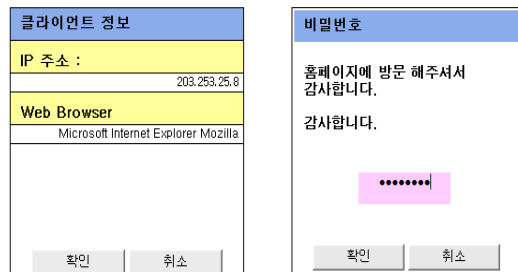 클라이언트 정보
IP 주소 :
203.253.25.8
Web Browser
Microsoft Internet Explorer Mozilla
확인
취소
비밀번호
홈페이지에 방문 해주셔서
감사합니다.
감사합니다.
••••••••
확인
취소